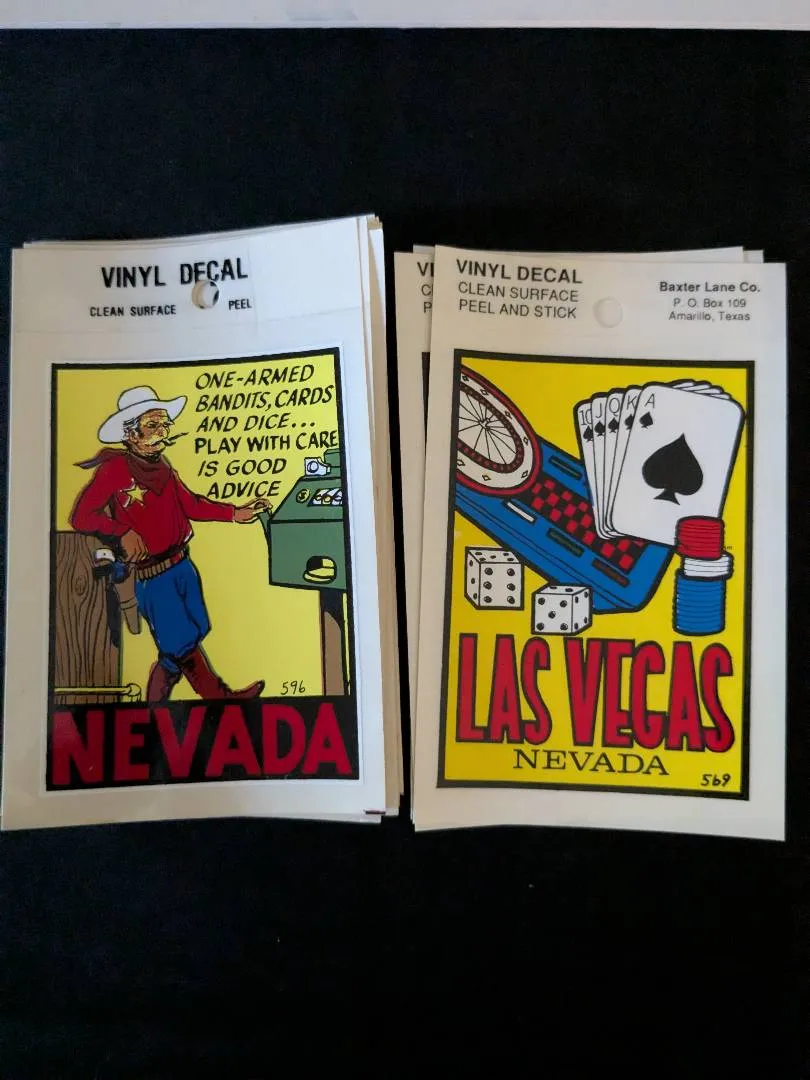 VINYL DECAL
CLEAN SURFACE PEEL
ONE-ARMED
BANDITS, CARDS
AND DICE...
PLAY WITH CARE
IS GOOD
ADVICE
596
NEVADA
VI
C
P
VINYL DECAL
CLEAN SURFACE
PEEL AND STICK
Baxter Lane Co.
P. O. Box 109
Amarillo, Texas
10 J Q K A
LAS VEGAS
NEVADA
569